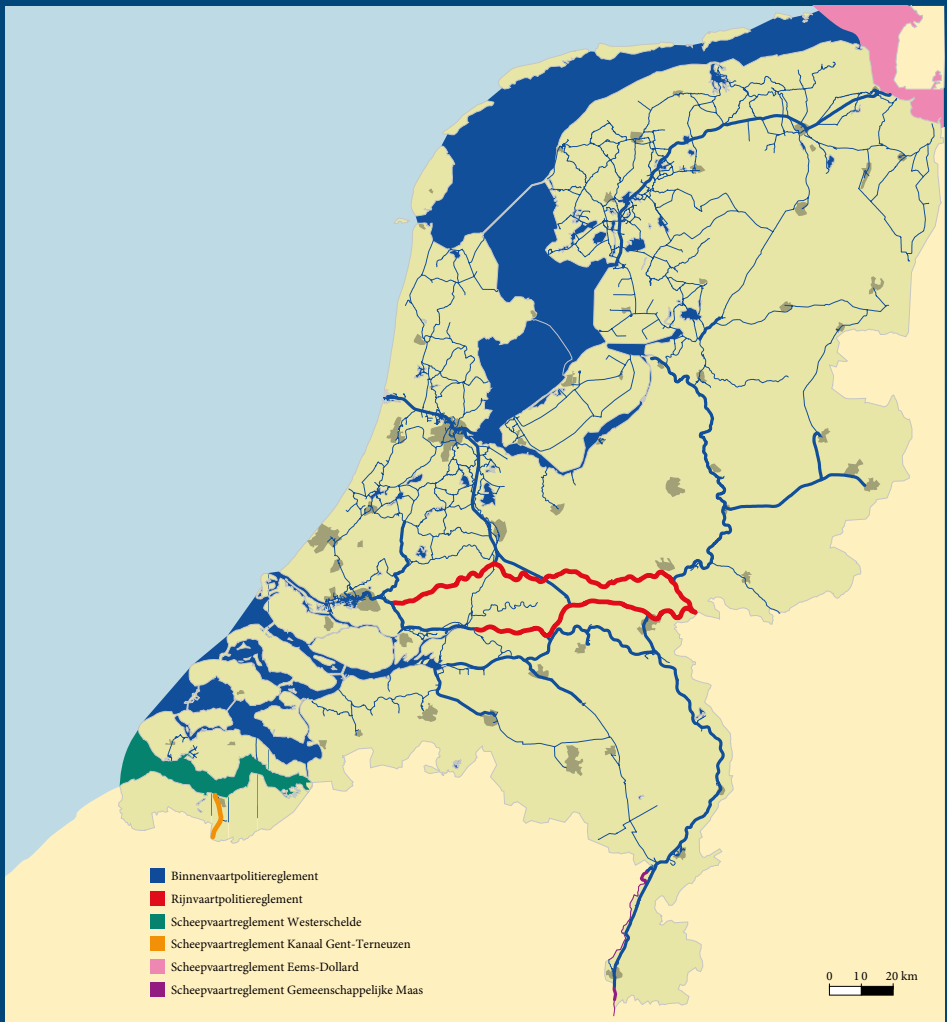 Binnenvaartpolitiereglement
Rijnvaartpolitiereglement
Scheepvaartreglement Westerschelde
Scheepvaartreglement Kanaal Gent-Terneuzen
Scheepvaartreglement Eems-Dollard
Scheepvaartreglement Gemeenschappelijke Maas
0 10 20 km